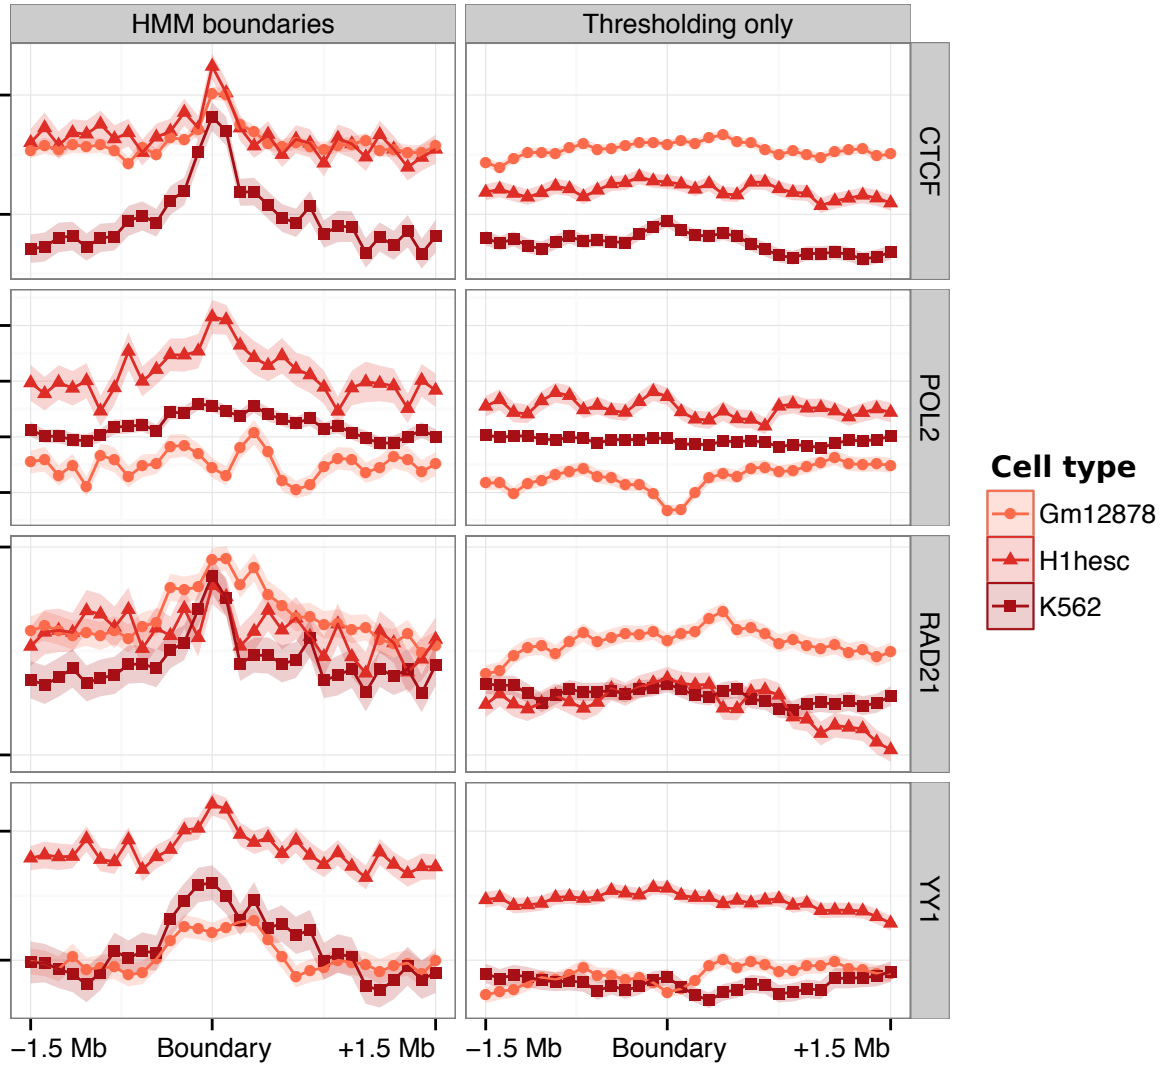 HMM boundaries
Thresholding only
CTCF
POL2
RAD21
YY1
Cell type
Gm12878
H1hesc
K562
−1.5 Mb
Boundary
+1.5 Mb
−1.5 Mb
Boundary
+1.5 Mb